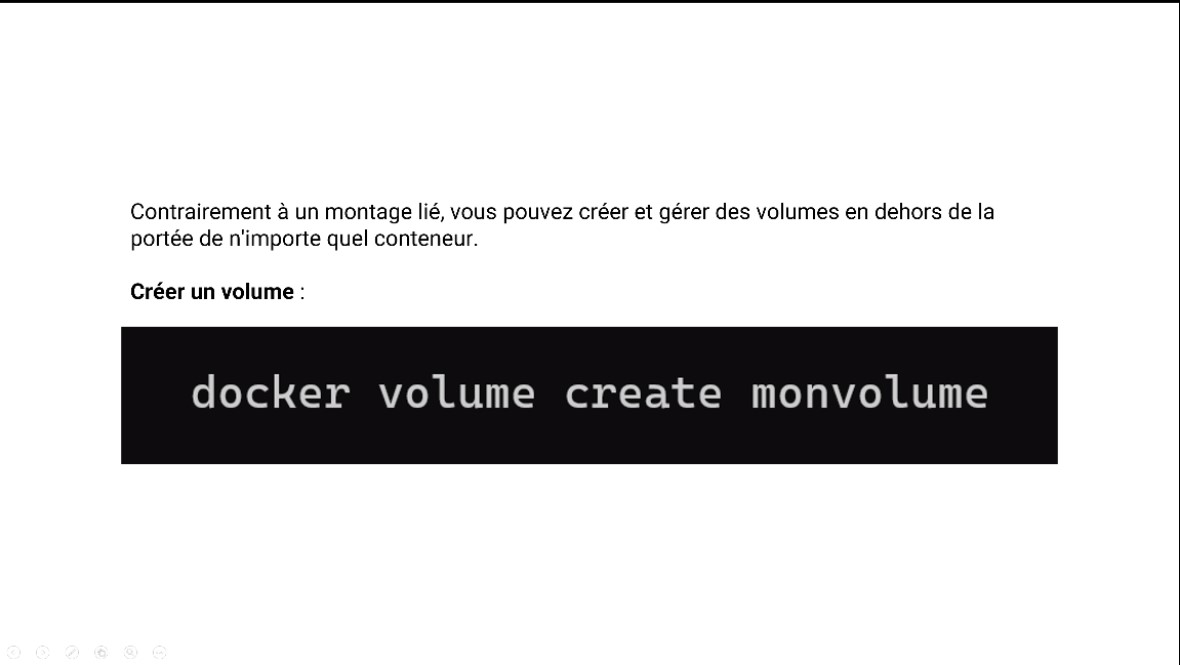 Contrairement à un montage lié, vous pouvez créer et gérer des volumes en dehors de la
portée de n'importe quel conteneur.
Créer un volume :
docker volume create monvolume